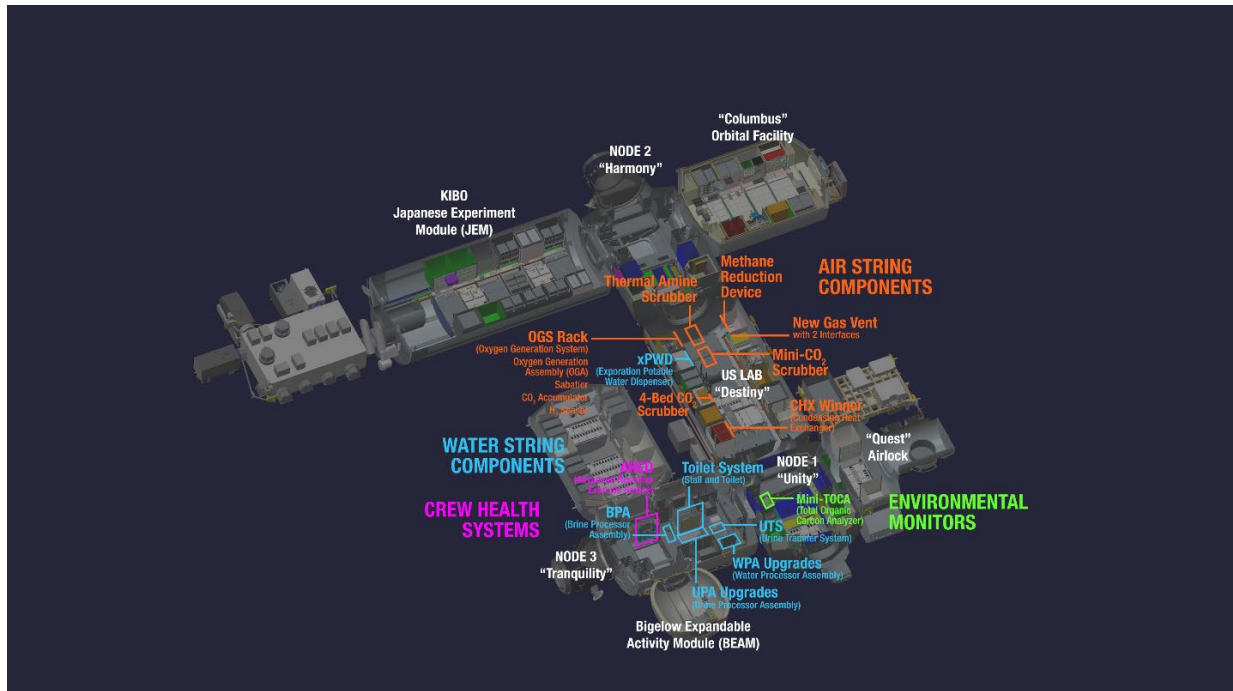 “Columbus”
Orbital Facility
NODE 2
“Harmony”
KIBO
Japanese Experiment
Module (JEM)
Thermal Amine
Scrubber
Methane
Reduction
Device
AIR STRING
COMPONENTS
New Gas Vent
with 2 Interfaces
OGS Rack
(Oxygen Generation System)
Oxygen Generation
Assembly (OGA)
Sabatier
CO₂ Accumulator
H₂
xPWD
(Exporation Potable
Water Dispenser)
Mini-CO₂
Scrubber
US LAB
“Destiny”
4-Bed CO₂
Scrubber
CHX Winner
(Condensing Heat
Exchanger)
“Quest”
Airlock
WATER STRING
COMPONENTS
Toilet System
(Stall and Toilet)
NODE 1
“Unity”
CREW HEALTH
SYSTEMS
BPA
(Brine Processor
Assembly)
Mini-TOCA
(Total Organic
Carbon Analyzer)
ENVIRONMENTAL
MONITORS
UTS
(Urine Transfer System)
NODE 3
“Tranquility”
WPA Upgrades
(Water Processor Assembly)
UPA Upgrades
(Urine Processor Assembly)
Bigelow Expandable
Activity Module (BEAM)